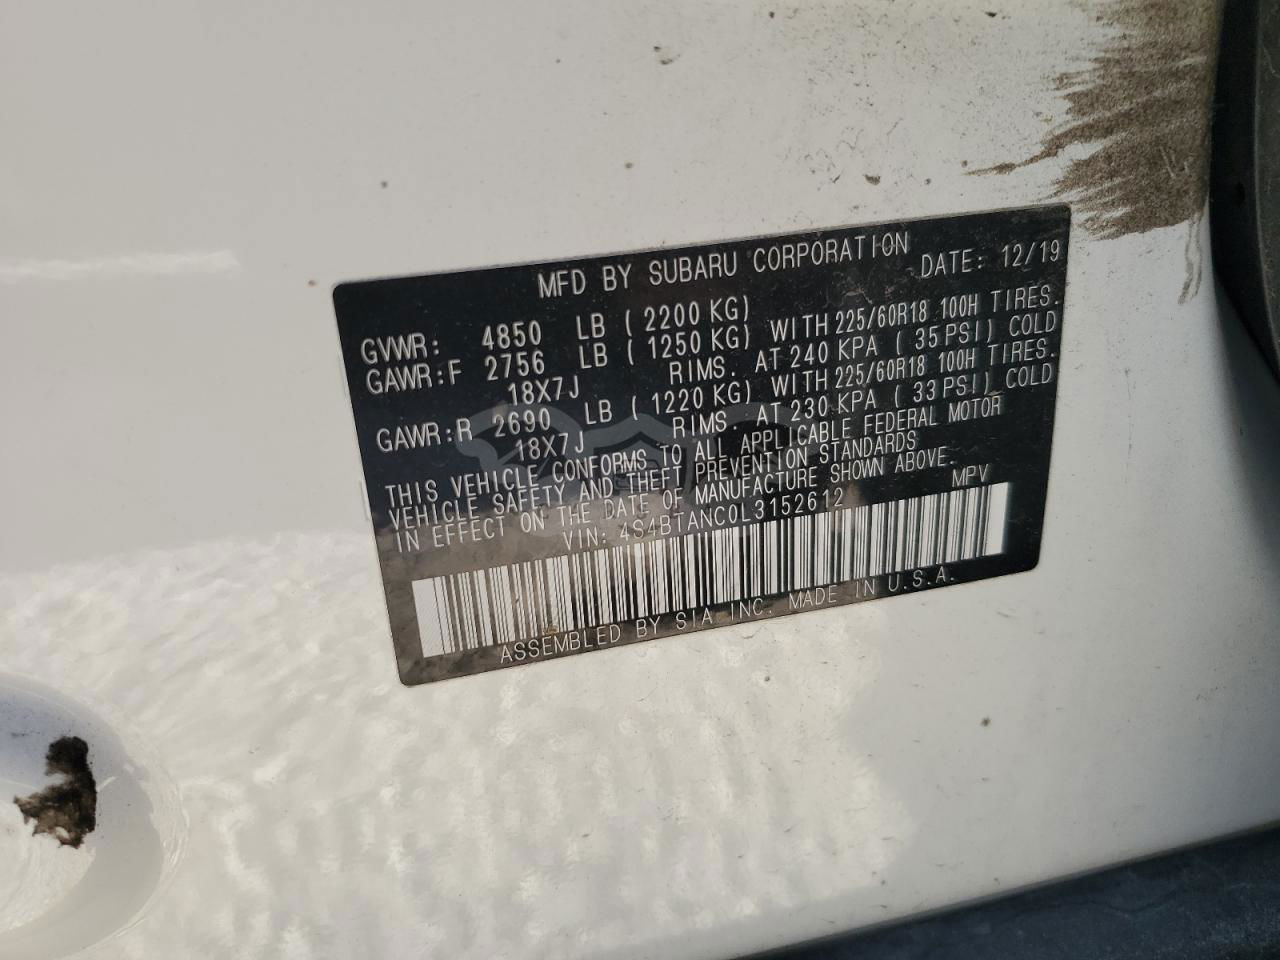 MFD BY SUBARU CORPORATION DATE: 12/19
GVWR: 4850 LB ( 2200 KG)
GAWR:F 2756 LB ( 1250 KG) WITH 225/60R18 100H TIRES.
18X7J RIMS. AT 240 KPA ( 35 PSI) COLD
GAWR:R 2690 LB ( 1220 KG) WITH 225/60R18 100H TIRES.
18X7J RIMS AT 230 KPA ( 33 PSI) COLD
THIS VEHICLE CONFORMS TO ALL APPLICABLE FEDERAL MOTOR
VEHICLE SAFETY AND THEFT PREVENTION STANDARDS
IN EFFECT ON THE DATE OF MANUFACTURE SHOWN ABOVE.
VIN: 4S4BTANC0L3152612 MPV
ASSEMBLED BY SIA INC. MADE IN U.S.A.